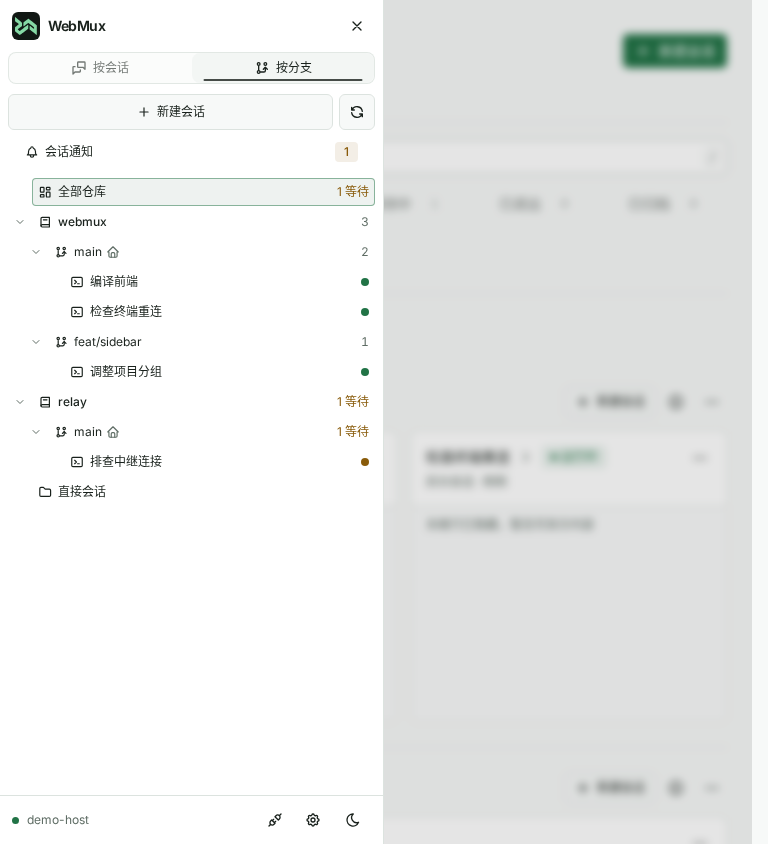 WebMux
按会话
按分支
新建会话
会话通知 1
全部仓库 1 等待
webmux 3
main 2
编译前端
检查终端重连
feat/sidebar 1
调整项目分组
relay 1 等待
main 1 等待
排查中继连接
直接会话
demo-host